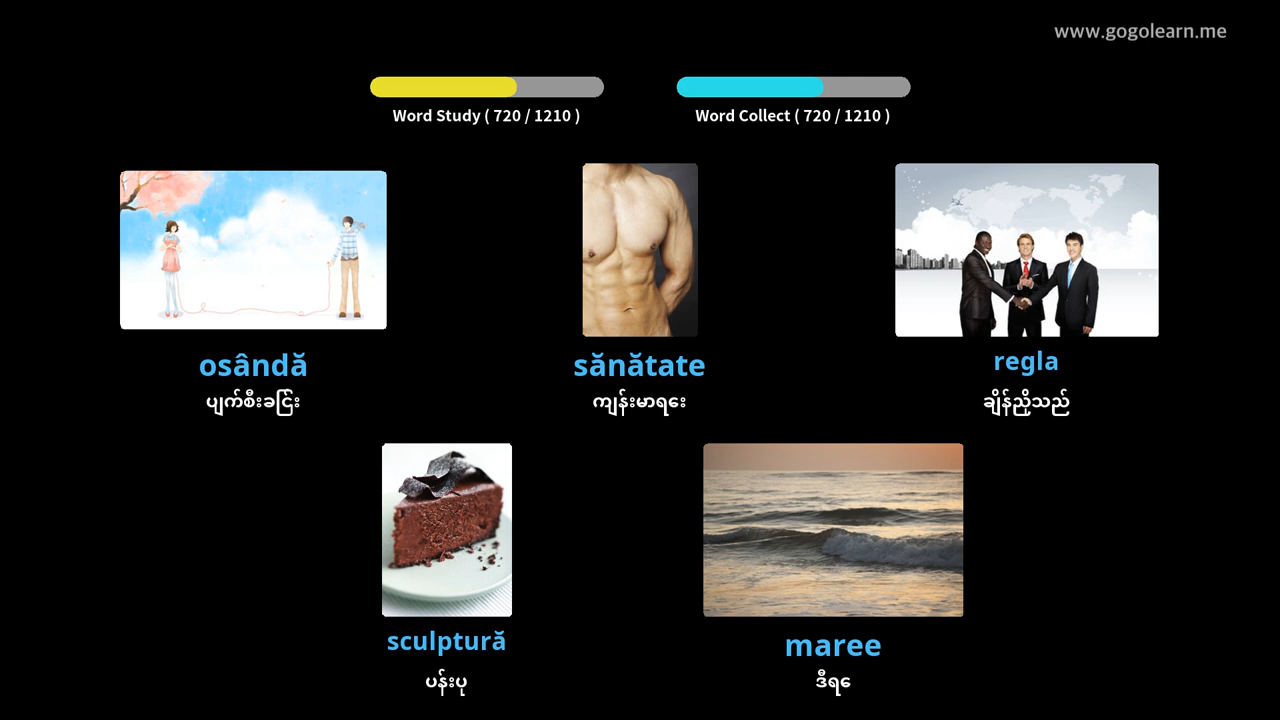 www.gogolearn.me
Word Study ( 720 / 1210 )
Word Collect ( 720 / 1210 )
osândă
ပျက်စီးခြင်း
sănătate
ကျန်းမာရေး
regla
ချိန်ညှိသည်
sculptură
ပန်းပု
maree
ဒီရေ